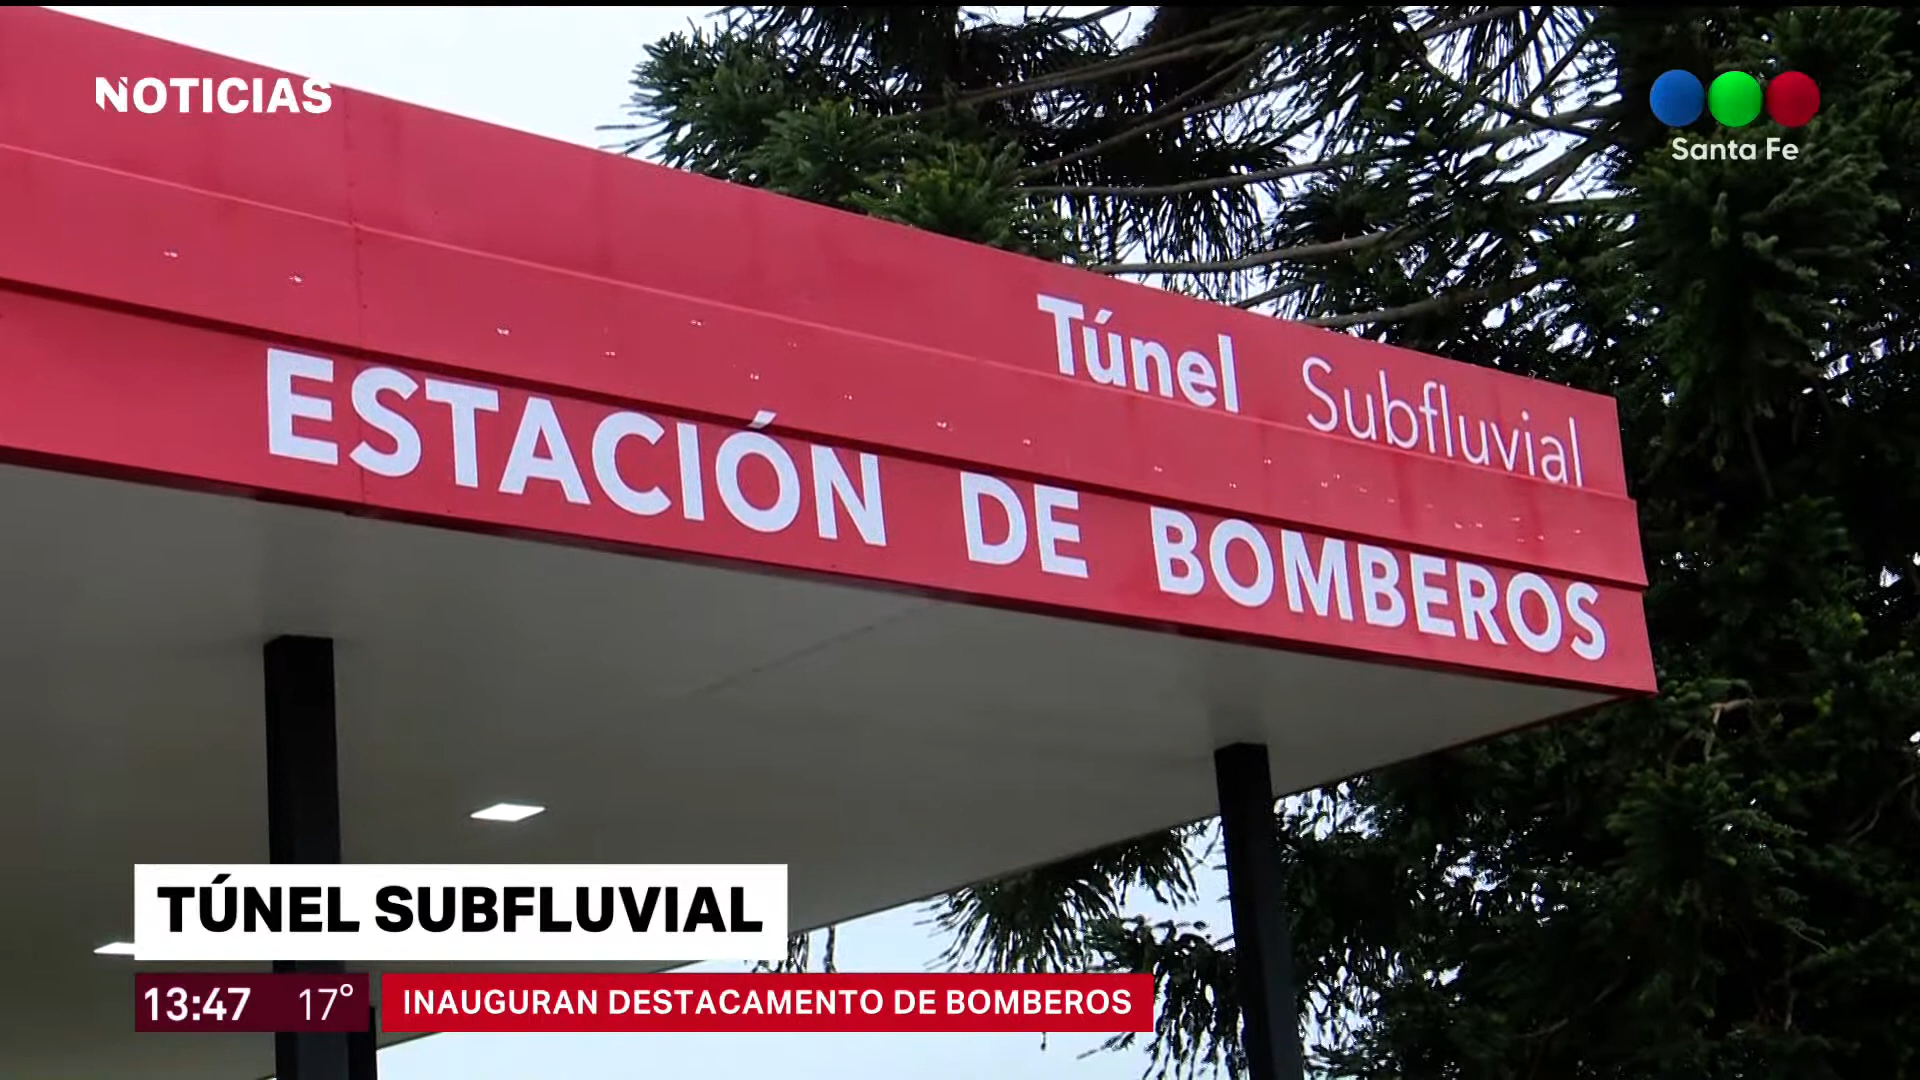 NOTICIAS
Santa Fe
Túnel Subfluvial
ESTACIÓN DE BOMBEROS
TÚNEL SUBFLUVIAL
13:47 17°
INAUGURAN DESTACAMENTO DE BOMBEROS